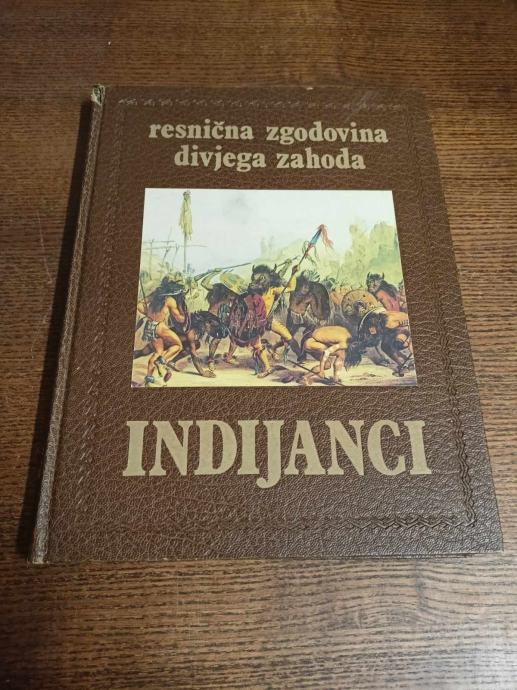 resnična zgodovina
divjega zahoda
INDIJANCI